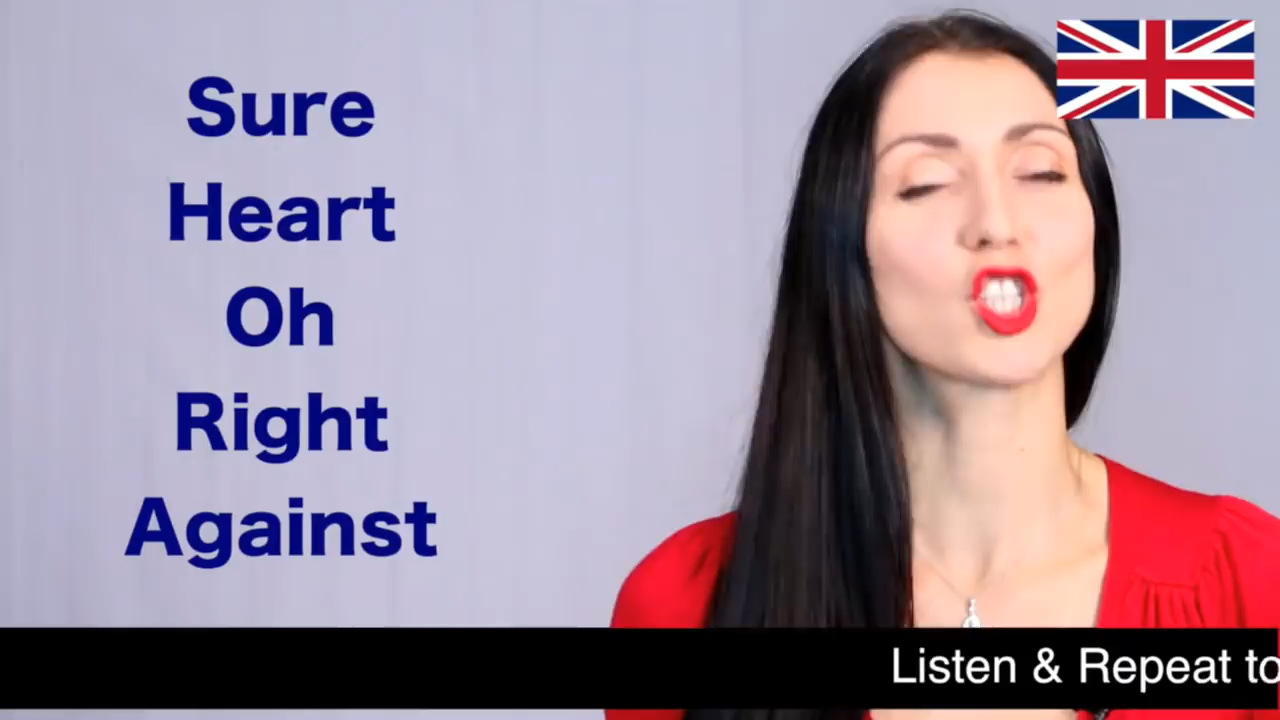 Sure
Heart
Oh
Right
Against
Listen & Repeat to